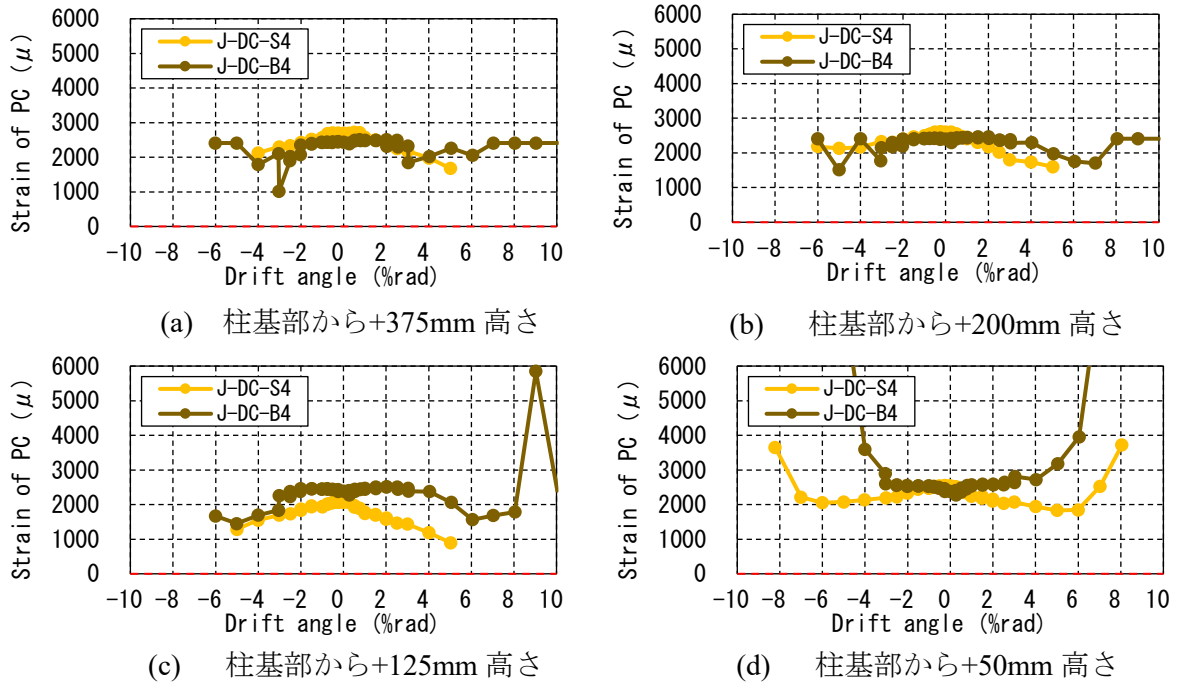 Strain of PC (μ)
6000
5000
4000
3000
2000
1000
0
J-DC-S4
J-DC-B4
-10 -8 -6 -4 -2 0 2 4 6 8 10
Drift angle (%rad)
(a) 柱基部から+375mm 高さ
Strain of PC (μ)
6000
5000
4000
3000
2000
1000
0
J-DC-S4
J-DC-B4
-10 -8 -6 -4 -2 0 2 4 6 8 10
Drift angle (%rad)
(b) 柱基部から+200mm 高さ
Strain of PC (μ)
6000
5000
4000
3000
2000
1000
0
J-DC-S4
J-DC-B4
-10 -8 -6 -4 -2 0 2 4 6 8 10
Drift angle (%rad)
(c) 柱基部から+125mm 高さ
Strain of PC (μ)
6000
5000
4000
3000
2000
1000
0
J-DC-S4
J-DC-B4
-10 -8 -6 -4 -2 0 2 4 6 8 10
Drift angle (%rad)
(d) 柱基部から+50mm 高さ